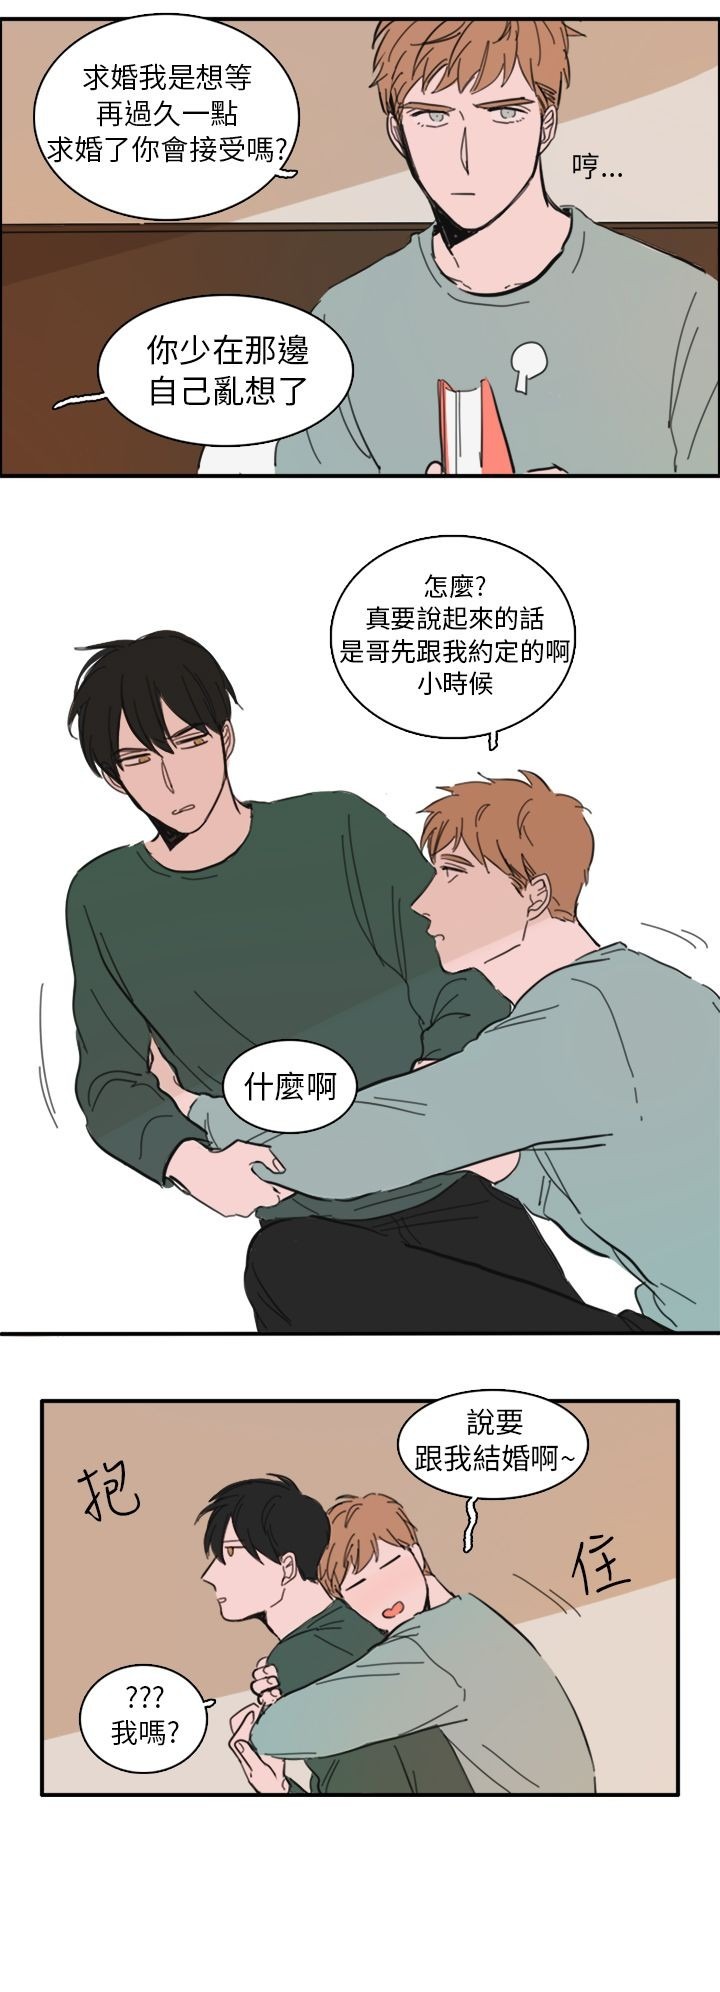 求婚我是想等
再過久一點
求婚了你會接受嗎?
哼...
你少在那邊
自己亂想了
怎麼?
真要說起來的話
是哥先跟我約定的啊
小時候
什麼啊
說要
跟我結婚啊~
抱
住
???
我嗎?